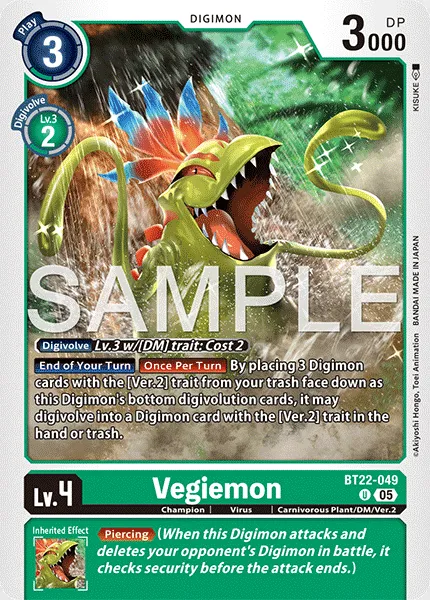 Play
3
DIGIMON
DP
3000
Digivolve
Lv.3
2
KISUKE
SAMPLE
Digivolve Lv.3 w/[DM] trait: Cost 2
End of Your Turn Once Per Turn By placing 3 Digimon
cards with the [Ver.2] trait from your trash face down as
this Digimon's bottom digivolution cards, it may
digivolve into a Digimon card with the [Ver.2] trait in the
hand or trash.
©Akiyoshi Hongo, Toei Animation BANDAI MADE IN JAPAN
Lv.4
Vegiemon
BT22-049
U 05
Champion | Virus | Carnivorous Plant/DM/Ver.2
Inherited Effect
Piercing (When this Digimon attacks and
deletes your opponent's Digimon in battle, it
checks security before the attack ends.)